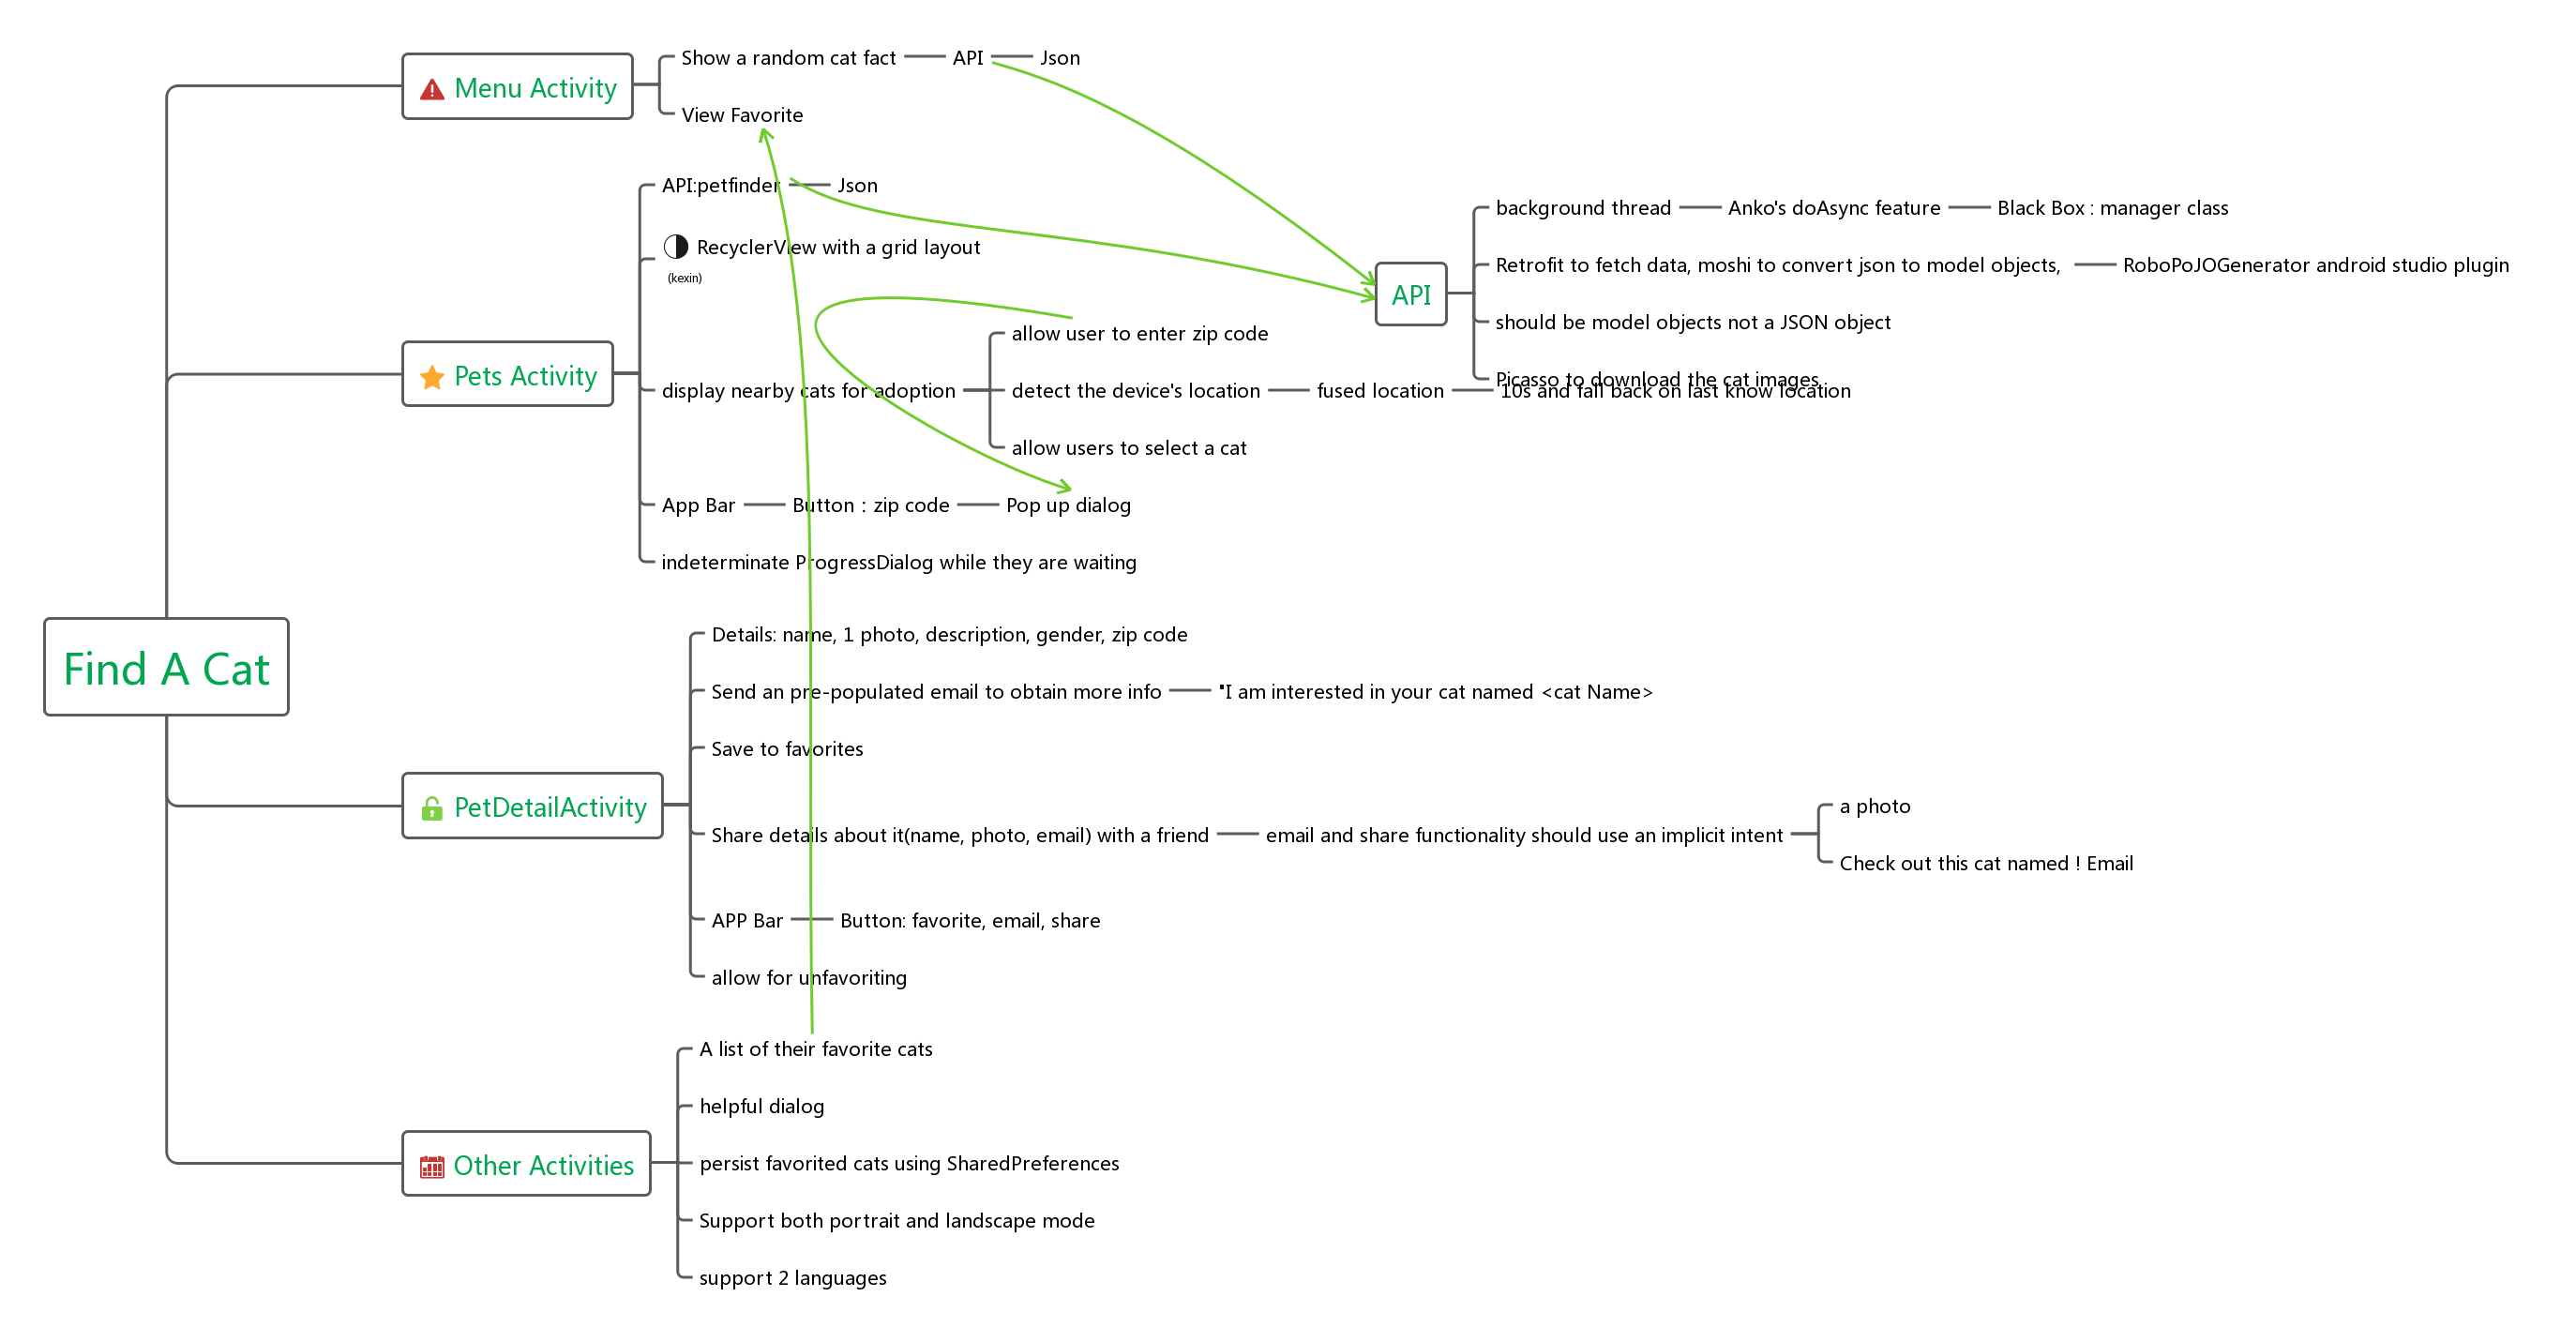 Find A Cat
Menu Activity
Show a random cat fact
API
Json
View Favorite
Pets Activity
API:petfinder
Json
RecyclerView with a grid layout
(kexin)
display nearby cats for adoption
allow user to enter zip code
detect the device's location
fused location
10s and fall back on last know location
allow users to select a cat
App Bar
Button : zip code
Pop up dialog
indeterminate ProgressDialog while they are waiting
API
background thread
Anko's doAsync feature
Black Box : manager class
Retrofit to fetch data, moshi to convert json to model objects,
RoboPoJOGenerator android studio plugin
should be model objects not a JSON object
Picasso to download the cat images
PetDetailActivity
Details: name, 1 photo, description, gender, zip code
Send an pre-populated email to obtain more info
"I am interested in your cat named <cat Name>
Save to favorites
Share details about it(name, photo, email) with a friend
email and share functionality should use an implicit intent
a photo
Check out this cat named ! Email
APP Bar
Button: favorite, email, share
allow for unfavoriting
Other Activities
A list of their favorite cats
helpful dialog
persist favorited cats using SharedPreferences
Support both portrait and landscape mode
support 2 languages